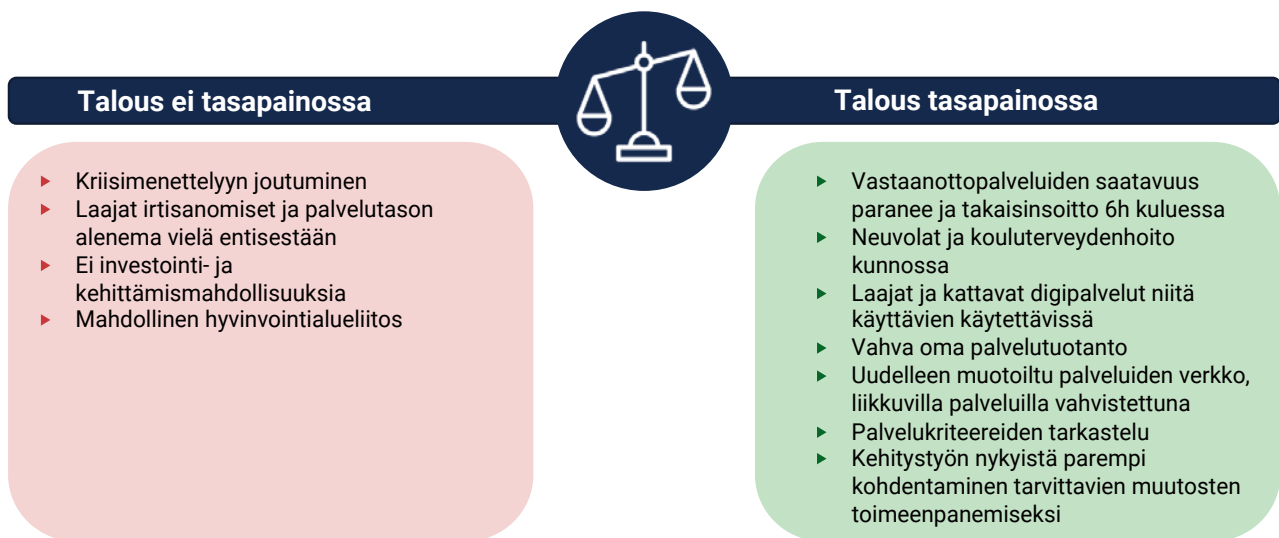 Talous ei tasapainossa
Kriisimenettelyyn joutuminen
Laajat irtisanomiset ja palvelutason
alenema vielä entisestään
Ei investointi- ja
kehittämismahdollisuuksia
Mahdollinen hyvinvointialueliitos
Talous tasapainossa
Vastaanottopalveluiden saatavuus
paranee ja takaisinsoitto 6h kuluessa
Neuvolat ja kouluterveydenhoito
kunnossa
Laajat ja kattavat digipalvelut niitä
käyttävien käytettävissä
Vahva oma palvelutuotanto
Uudelleen muotoiltu palveluiden verkko,
liikkuvilla palveluilla vahvistettuna
Palvelukriteereiden tarkastelu
Kehitystyön nykyistä parempi
kohdentaminen tarvittavien muutosten
toimeenpanemiseksi